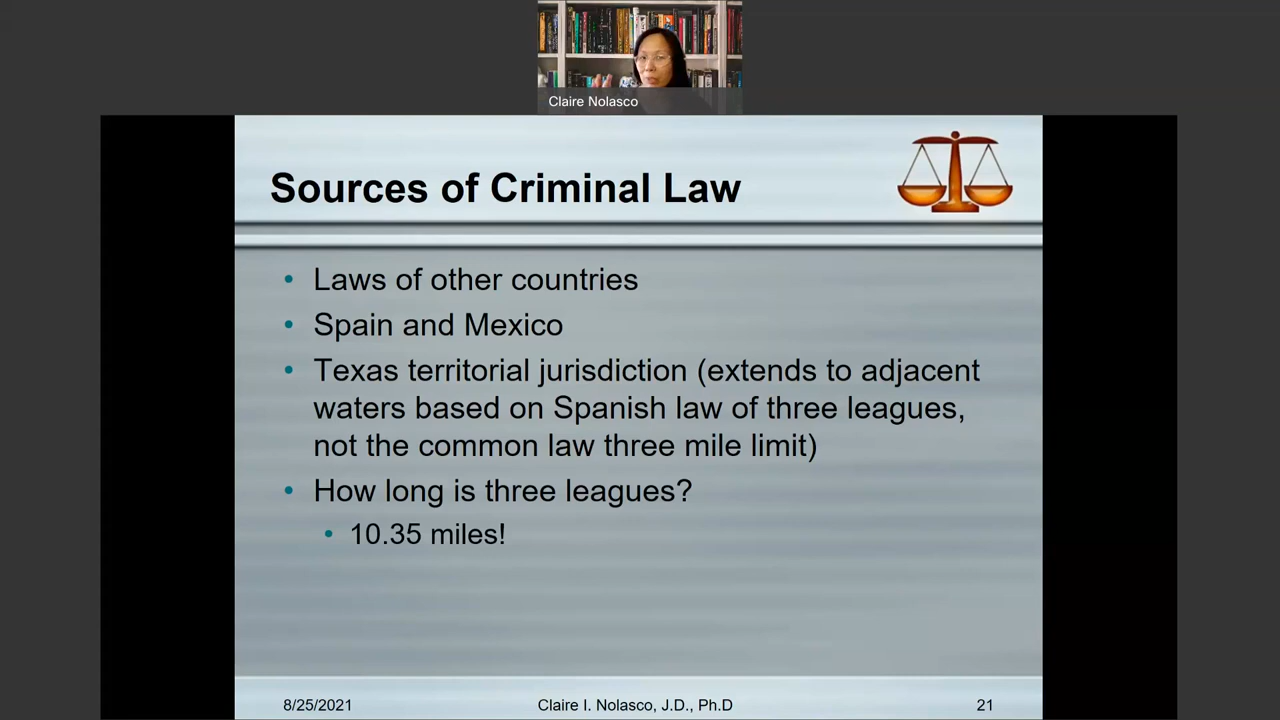 Claire Nolasco
Sources of Criminal Law
• Laws of other countries
• Spain and Mexico
• Texas territorial jurisdiction (extends to adjacent
waters based on Spanish law of three leagues,
not the common law three mile limit)
• How long is three leagues?
• 10.35 miles!
8/25/2021
Claire I. Nolasco, J.D., Ph.D
21